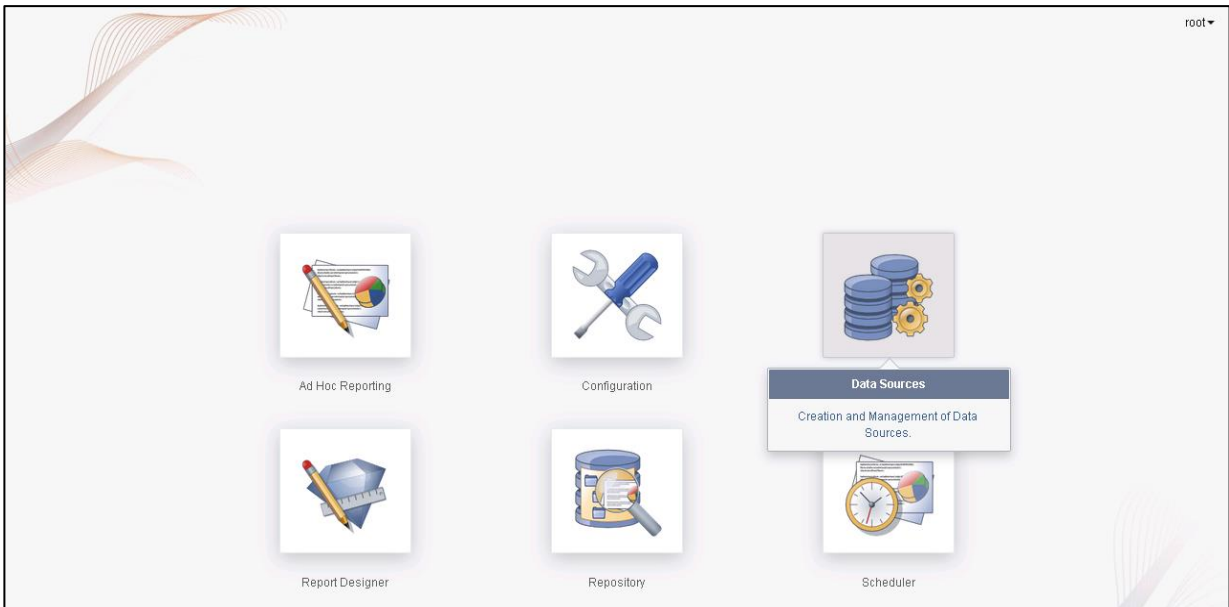 root
Ad Hoc Reporting
Configuration
Data Sources
Creation and Management of Data
Sources.
Report Designer
Repository
Scheduler